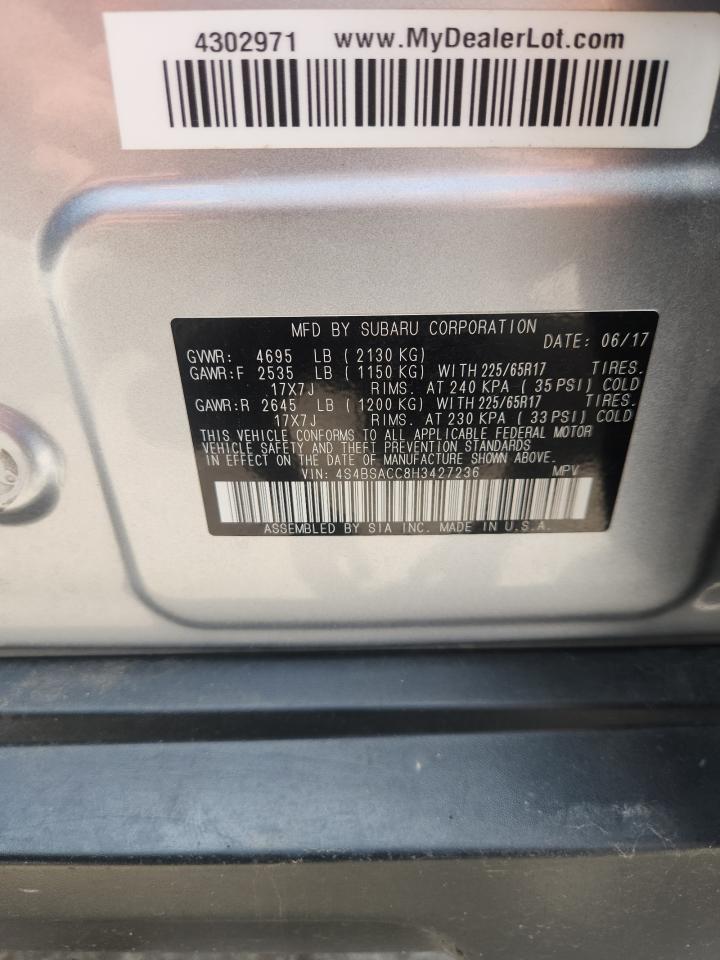 4302971 www.MyDealerLot.com
MFD BY SUBARU CORPORATION
DATE: 06/17
GVWR: 4695 LB ( 2130 KG)
GAWR:F 2535 LB ( 1150 KG) WITH 225/65R17 TIRES.
17X7J RIMS. AT 240 KPA ( 35 PSI) COLD
GAWR:R 2645 LB ( 1200 KG) WITH 225/65R17 TIRES.
17X7J RIMS. AT 230 KPA ( 33 PSI) COLD
THIS VEHICLE CONFORMS TO ALL APPLICABLE FEDERAL MOTOR
VEHICLE SAFETY AND THEFT PREVENTION STANDARDS
IN EFFECT ON THE DATE OF MANUFACTURE SHOWN ABOVE.
VIN: 4S4BSACC8H3427236 MPV
ASSEMBLED BY SIA INC. MADE IN U.S.A.